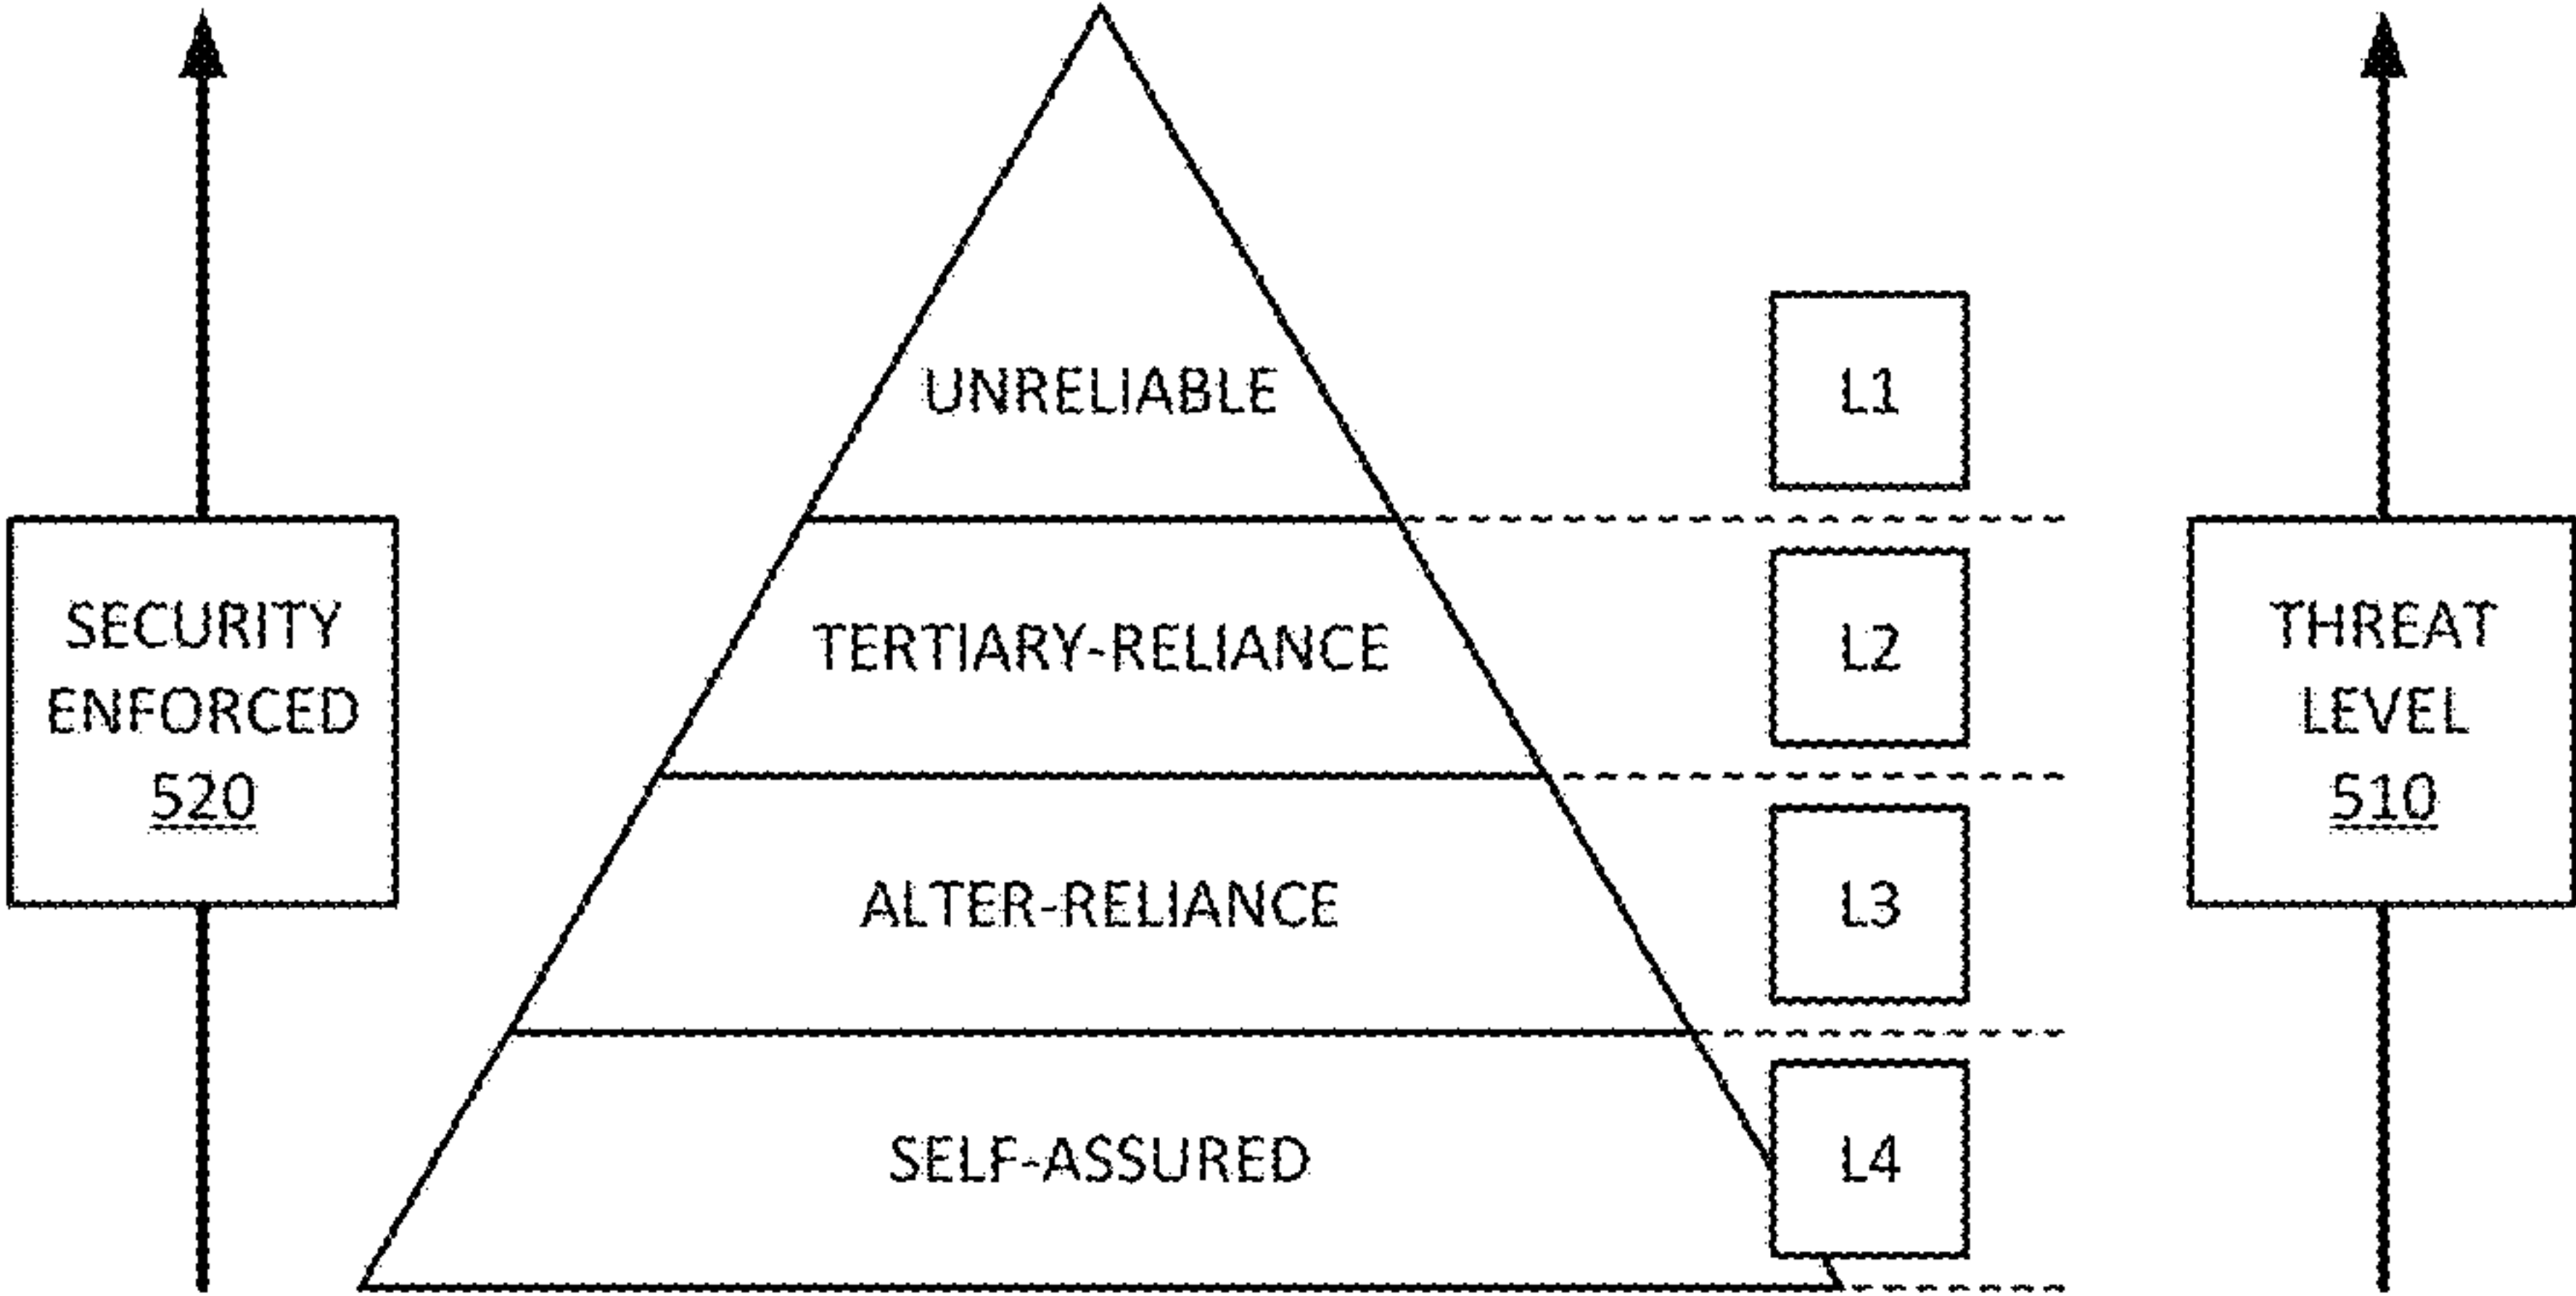 SECURITY
ENFORCED
520
UNRELIABLE
TERTIARY-RELIANCE
ALTER-RELIANCE
SELF-ASSURED
L1
L2
L3
L4
THREAT
LEVEL
510